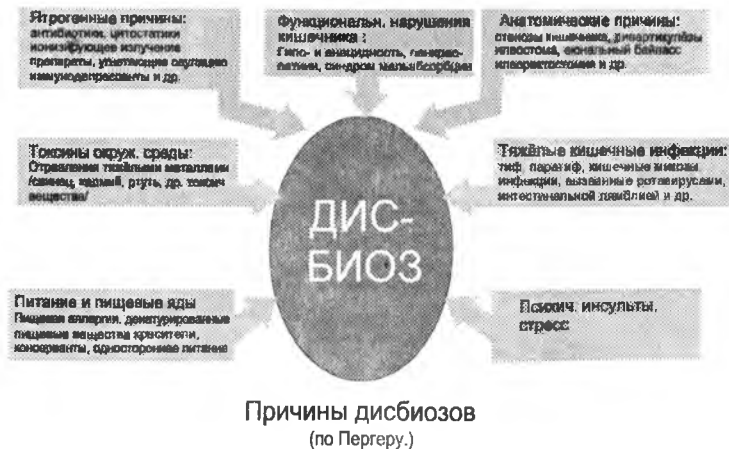 Ятрогенные причины:
антибиотики, цитостатики
ионизирующее излучение
препараты, угнетающие овуляцию
иммунодепрессанты и др.
Функциональн. нарушения
кишечника :
Гипо- и анацидность, панкрео-
патии, синдром мальабсорбции
Анатомические причины:
стенозы кишечника, дивертикулёзы
илеостома, еюнальный байпасс
илеоректостомия и др.
Токсины окруж. среды:
Отравления тяжёлыми металлами
/свинец, кадмий, ртуть, др. токсич
вещества/
Тяжёлые кишечные инфекции:
тиф, паратиф, кишечные микозы
инфекции, вызванные ротавирусами,
интестинальной лямблией и др.
ДИС-
БИОЗ
Питание и пищевые яды
Пищевая аллергия, денатурированные
пищевые вещества красители,
консерванты, одностороннее питание
Психич. инсульты,
стресс
Причины дисбиозов
(по Пергеру.)